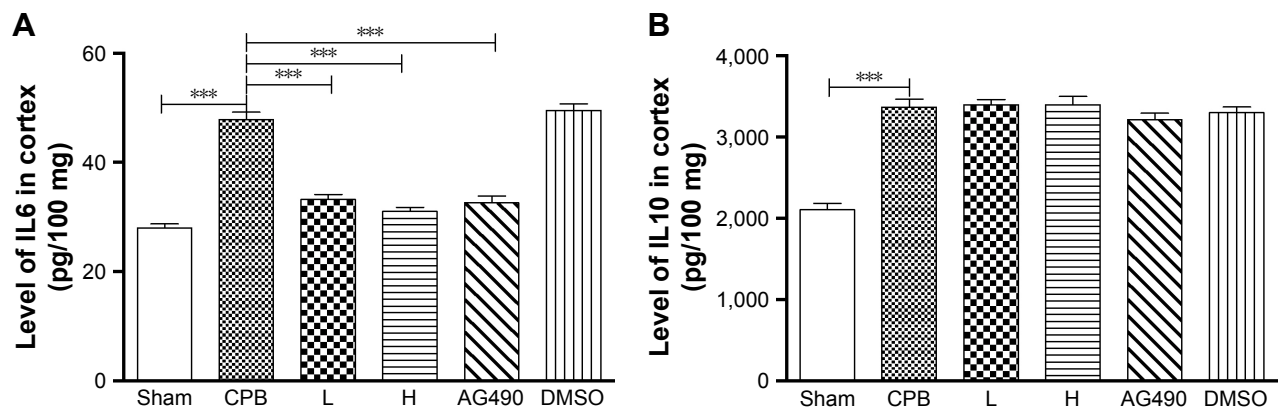 A
Level of IL6 in cortex
(pg/100 mg)
60
40
20
0
***
***
***
***
Sham CPB L H AG490 DMSO
B
Level of IL10 in cortex
(pg/100 mg)
4,000
3,000
2,000
1,000
0
***
Sham CPB L H AG490 DMSO